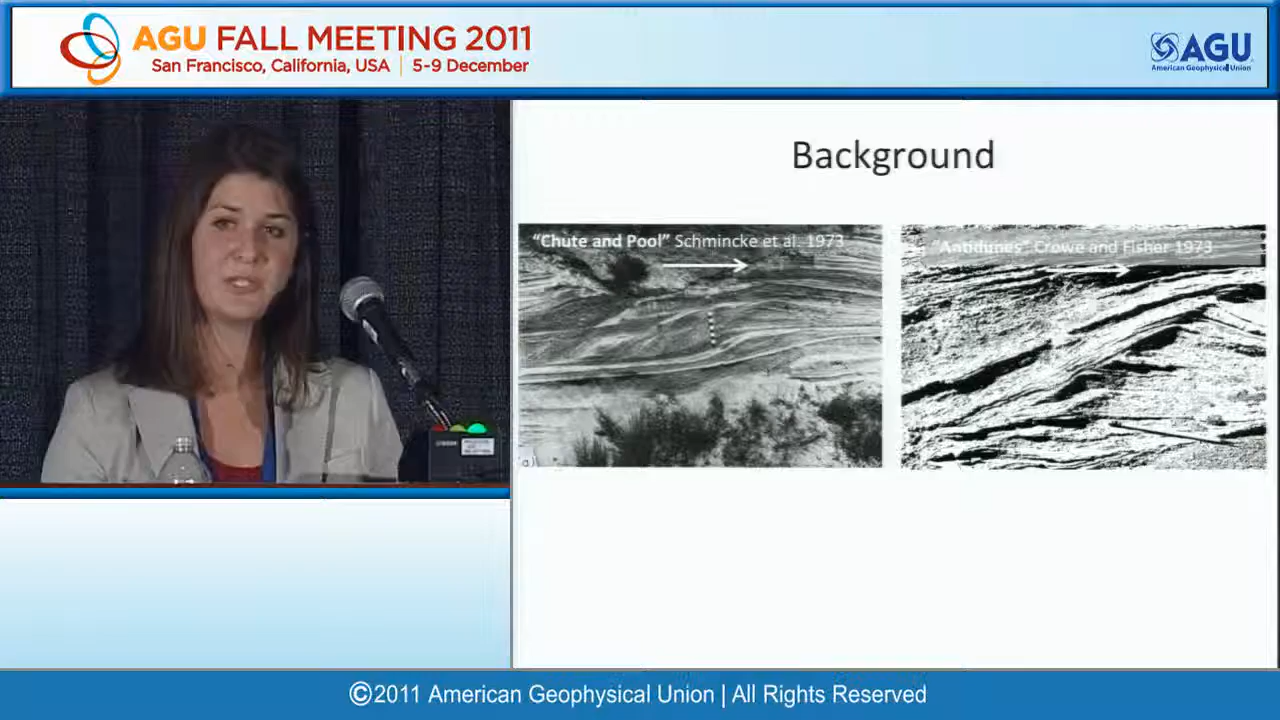 AGU FALL MEETING 2011
San Francisco, California, USA | 5-9 December
AGU
American Geophysical Union
Background
"Chute and Pool" Schmincke et al. 1973
"Antidunes" Crowe and Fisher 1973
©2011 American Geophysical Union | All Rights Reserved